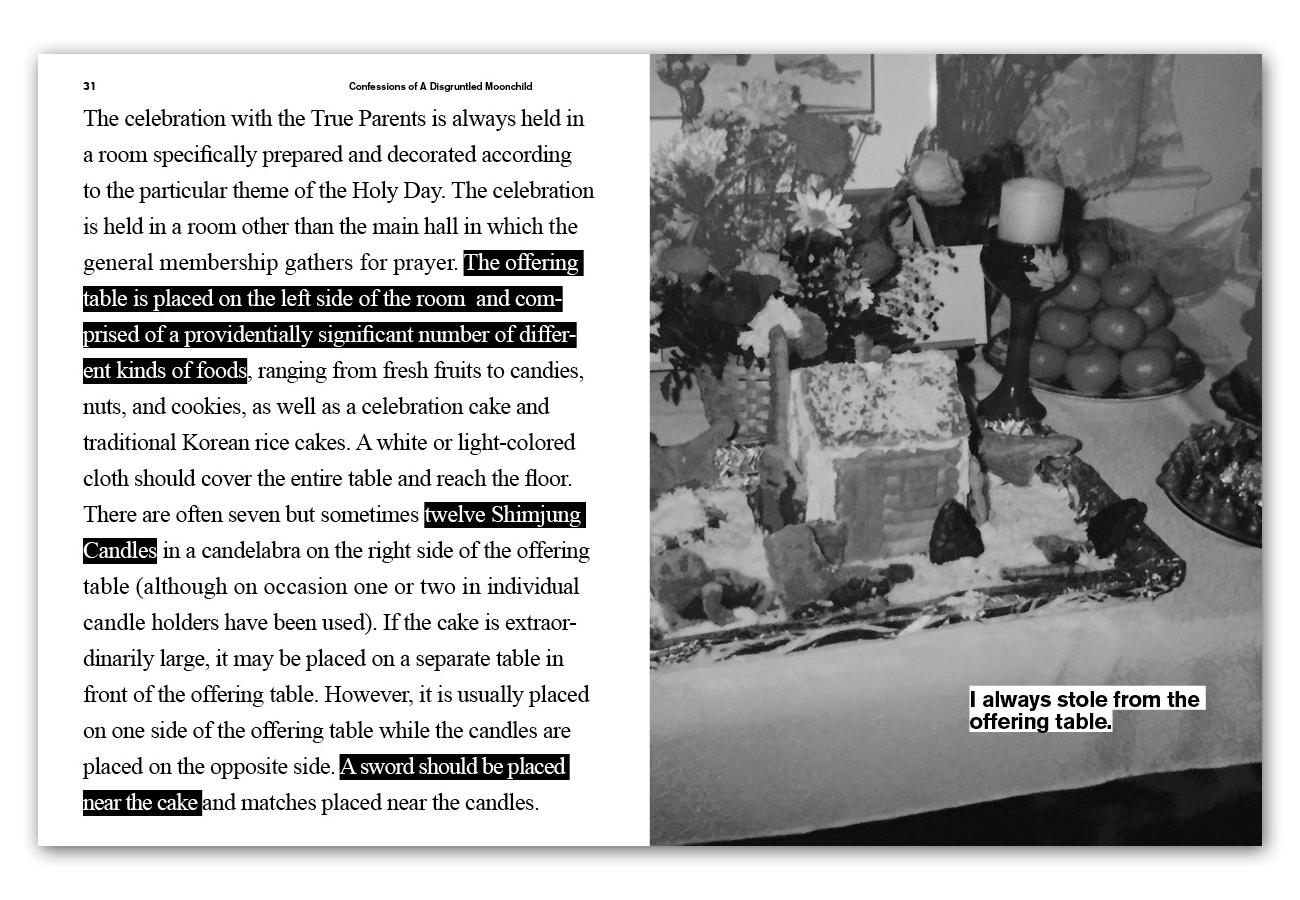 31
Confessions of A Disgruntled Moonchild
The celebration with the True Parents is always held in
a room specifically prepared and decorated according
to the particular theme of the Holy Day. The celebration
is held in a room other than the main hall in which the
general membership gathers for prayer. The offering
table is placed on the left side of the room  and com-
prised of a providentially significant number of differ-
ent kinds of foods, ranging from fresh fruits to candies,
nuts, and cookies, as well as a celebration cake and
traditional Korean rice cakes. A white or light-colored
cloth should cover the entire table and reach the floor.
There are often seven but sometimes twelve Shimjung
Candles in a candelabra on the right side of the offering
table (although on occasion one or two in individual
candle holders have been used). If the cake is extraor-
dinarily large, it may be placed on a separate table in
front of the offering table. However, it is usually placed
on one side of the offering table while the candles are
placed on the opposite side. A sword should be placed
near the cake and matches placed near the candles.
I always stole from the
offering table.